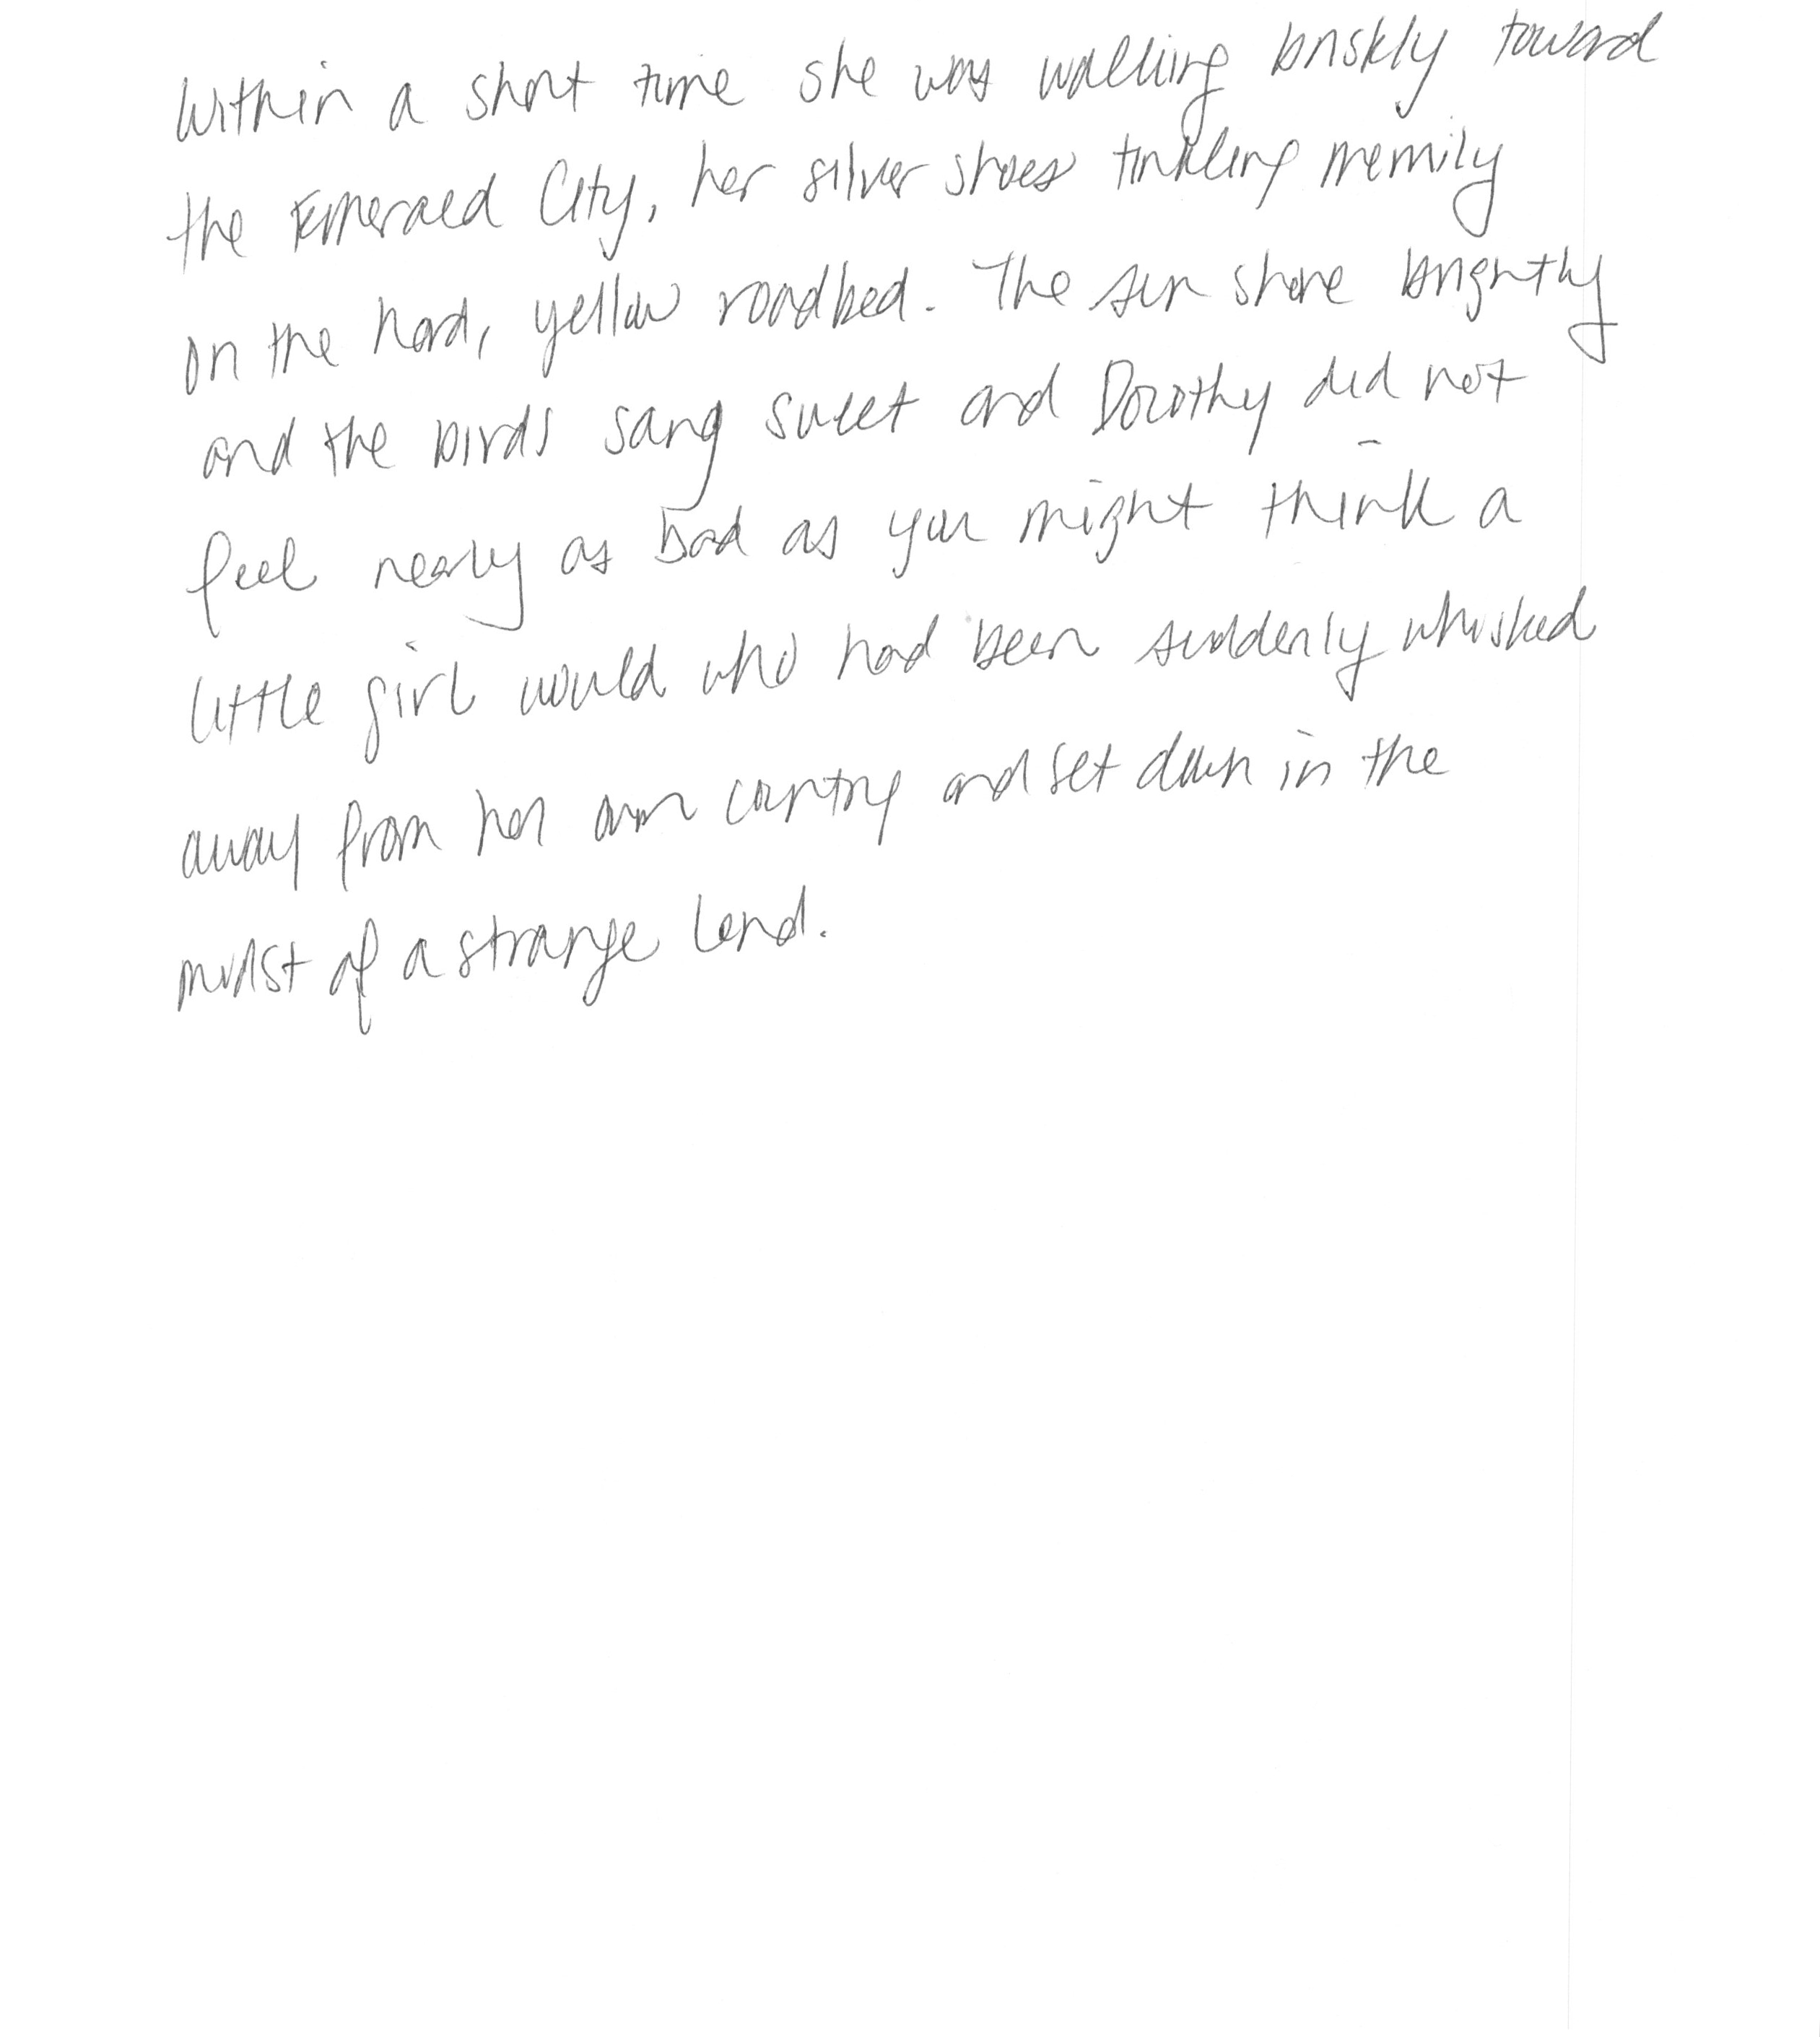 Within a short time she was walking briskly toward
the Emerald City, her silver shoes tinkling merrily
on the hard, yellow roadbed. The sun shone brightly
and the birds sang sweet and Dorothy did not
feel nearly as bad as you might think a
little girl would who had been suddenly whisked
away from her own country and set down in the
midst of a strange land.